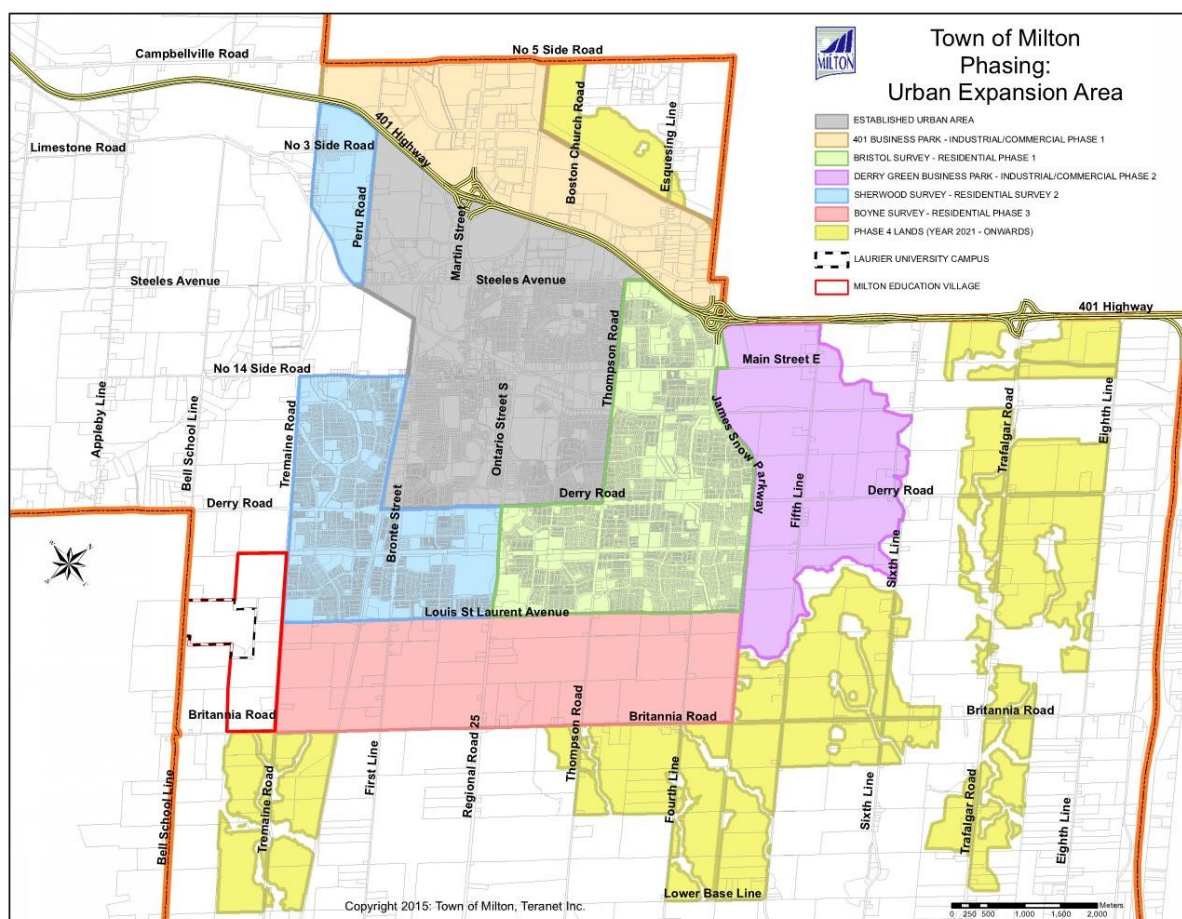 Town of Milton
Phasing:
Urban Expansion Area
MILTON
ESTABLISHED URBAN AREA
401 BUSINESS PARK - INDUSTRIAL/COMMERCIAL PHASE 1
BRISTOL SURVEY - RESIDENTIAL PHASE 1
DERRY GREEN BUSINESS PARK - INDUSTRIAL/COMMERCIAL PHASE 2
SHERWOOD SURVEY - RESIDENTIAL SURVEY 2
BOYNE SURVEY - RESIDENTIAL PHASE 3
PHASE 4 LANDS (YEAR 2021 - ONWARDS)
LAURIER UNIVERSITY CAMPUS
MILTON EDUCATION VILLAGE
Campbellville Road
No 5 Side Road
401 Highway
Boston Church Road
Esquesing Line
Limestone Road
No 3 Side Road
Peru Road
Martin Street
Steeles Avenue
Steeles Avenue
401 Highway
Thompson Road
Main Street E
No 14 Side Road
Appleby Line
Bell School Line
Tremaine Road
Ontario Street S
James Snow Parkway
Trafalgar Road
Eighth Line
Derry Road
Derry Road
Derry Road
Bronte Street
Fifth Line
Sixth Line
Louis St Laurent Avenue
Britannia Road
Britannia Road
Britannia Road
Bell School Line
Tremaine Road
First Line
Regional Road 25
Thompson Road
Fourth Line
Sixth Line
Trafalgar Road
Eighth Line
Lower Base Line
Copyright 2015: Town of Milton, Teranet Inc.
Meters
0 250 500 1,000 1,500 2,000